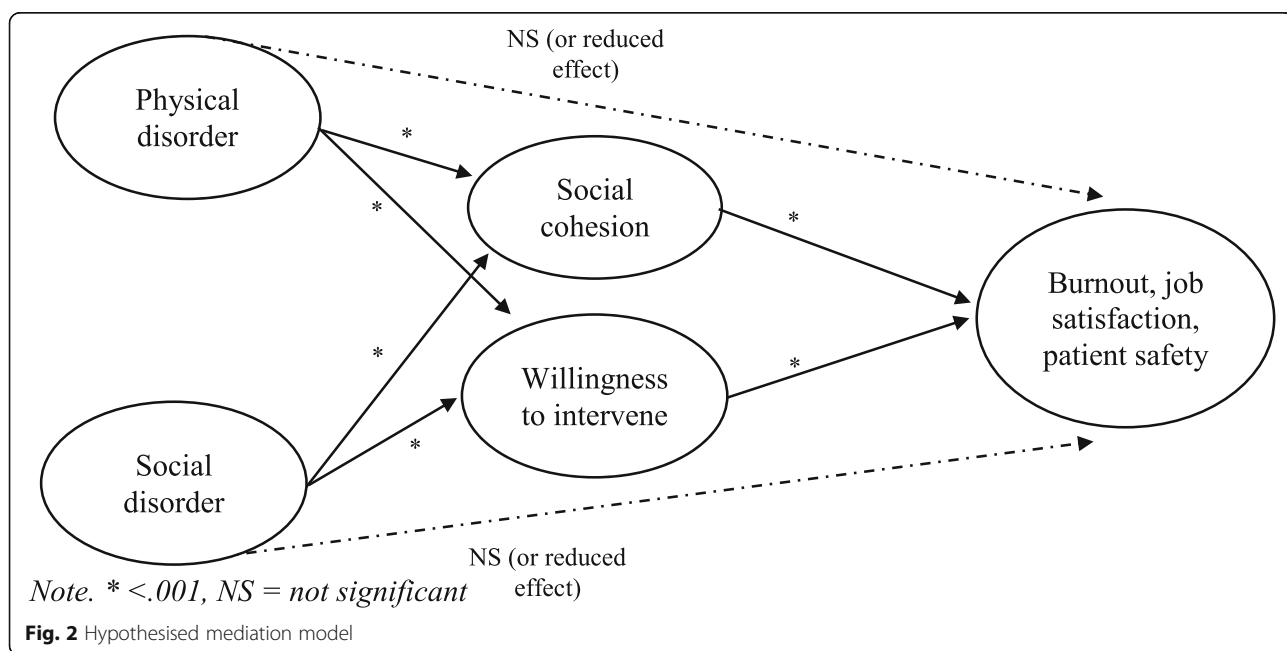 NS (or reduced
effect)
Physical
disorder
*
*
Social
cohesion
*
*
Burnout, job
satisfaction,
patient safety
Willingness
to intervene
*
*
Social
disorder
NS (or reduced
effect)
Note. * <.001, NS = not significant
Fig. 2 Hypothesised mediation model